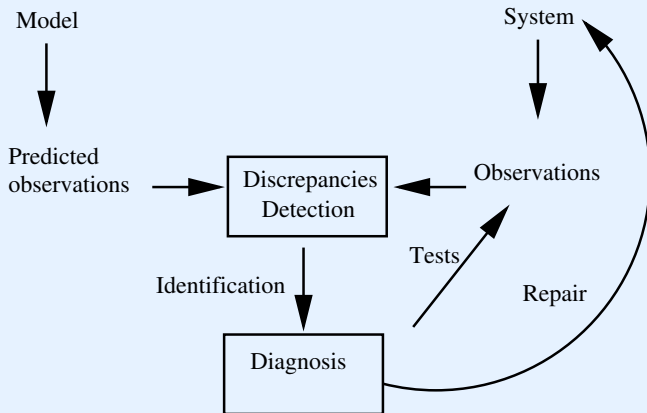 Model
System
Predicted
observations
Discrepancies
Detection
Observations
Tests
Identification
Repair
Diagnosis